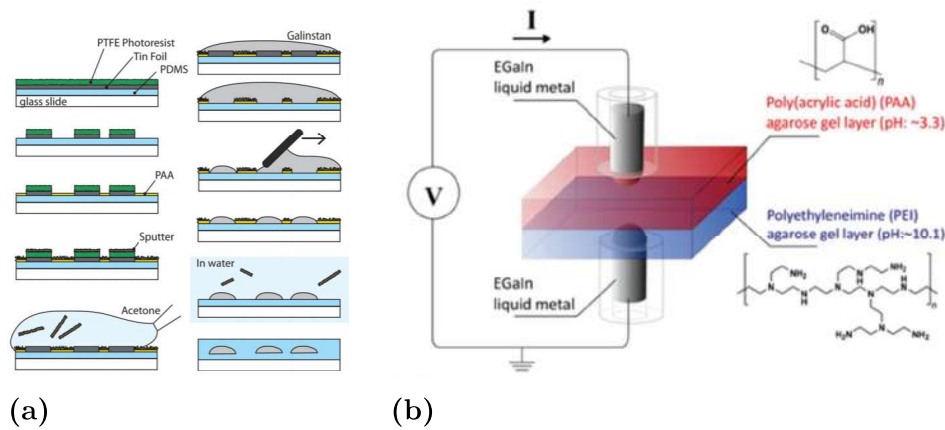 PTFE Photoresist
Tin Foil
PDMS
glass slide
PAA
Sputter
Acetone
Galinstan
In water
(a)
I
V
EGaIn
liquid metal
EGaIn
liquid metal
O
OH
n
Poly(acrylic acid) (PAA)
agarose gel layer (pH: ~3.3)
Polyethyleneimine (PEI)
agarose gel layer (pH:~10.1)
NH2
NH2
H
N
N
N
H
N
N
H
N
n
N
H2N
NH2
(b)